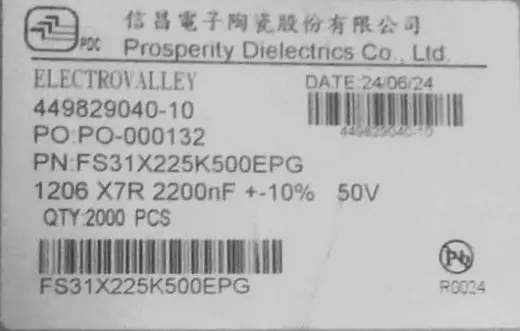 信昌電子陶瓷股份有限公司
PDC
Prosperity Dielectrics Co., Ltd.
ELECTROVALLEY
DATE:24/06/24
449829040-10
449829040-10
PO:PO-000132
PN:FS31X225K500EPG
1206 X7R 2200nF +-10% 50V
QTY:2000 PCS
FS31X225K500EPG
Pb
R0034